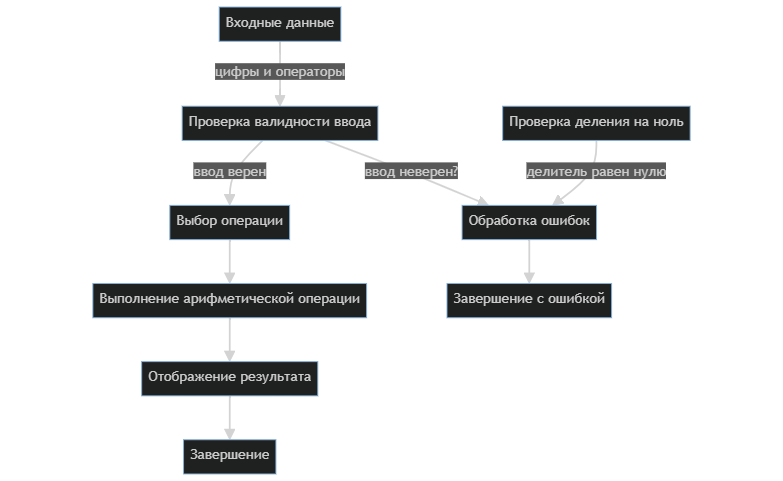 Входные данные
цифры и операторы
Проверка валидности ввода
Проверка деления на ноль
ввод верен
ввод неверен?
делитель равен нулю
Выбор операции
Обработка ошибок
Выполнение арифметической операции
Завершение с ошибкой
Отображение результата
Завершение